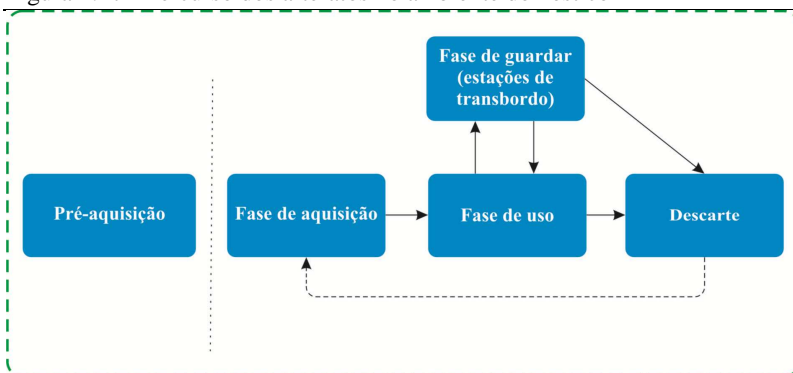 Fase de guardar
(estações de
transbordo)
Pré-aquisição
Fase de aquisição
Fase de uso
Descarte